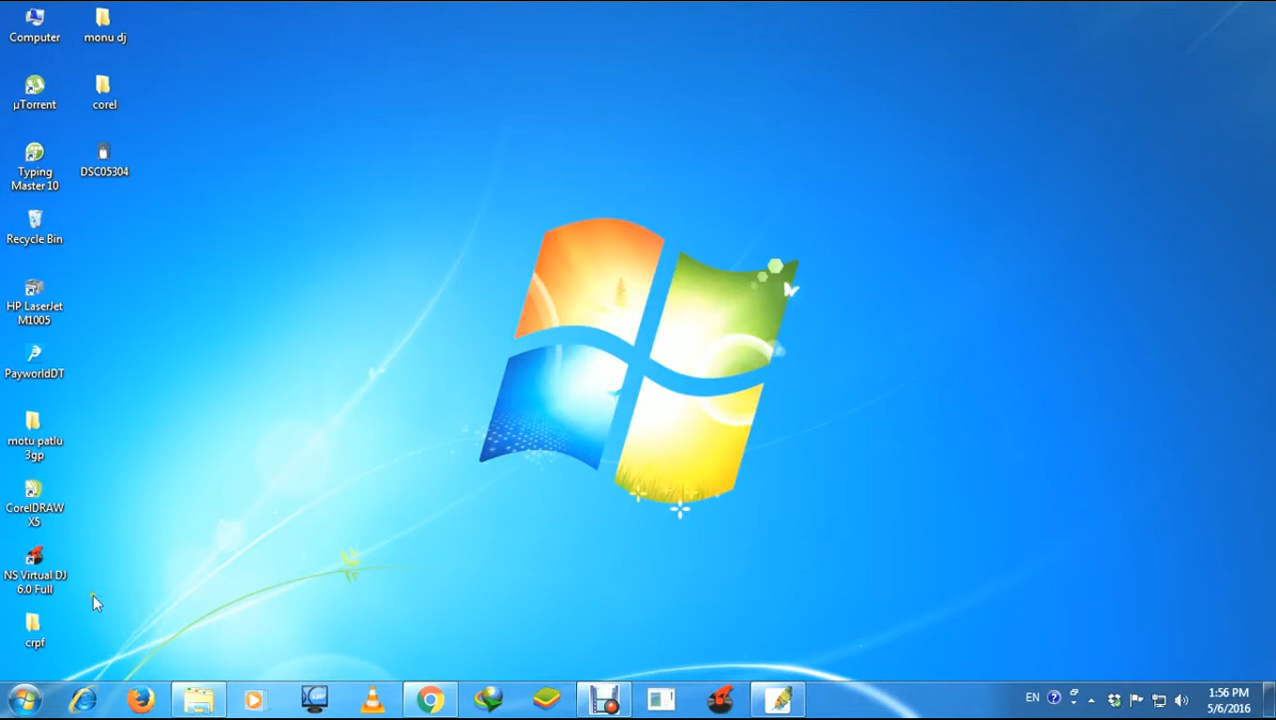 Computer
monu dj
µTorrent
corel
Typing
Master 10
DSC05304
Recycle Bin
HP LaserJet
M1005
PayworldDT
motu patlu
3gp
CorelDRAW
X5
NS Virtual DJ
6.0 Full
crpf
EN
1:56 PM
5/6/2016